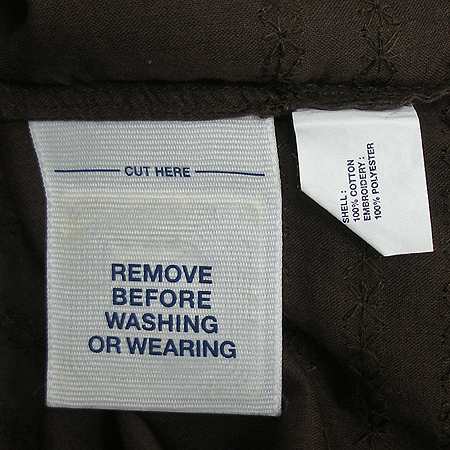 CUT HERE
REMOVE
BEFORE
WASHING
OR WEARING
SHELL:
100% COTTON
EMBROIDERY:
100% POLYESTER